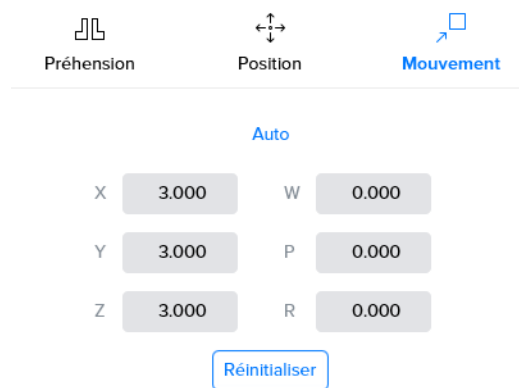 Préhension Position Mouvement
Auto
X 3.000 W 0.000
Y 3.000 P 0.000
Z 3.000 R 0.000
Réinitialiser